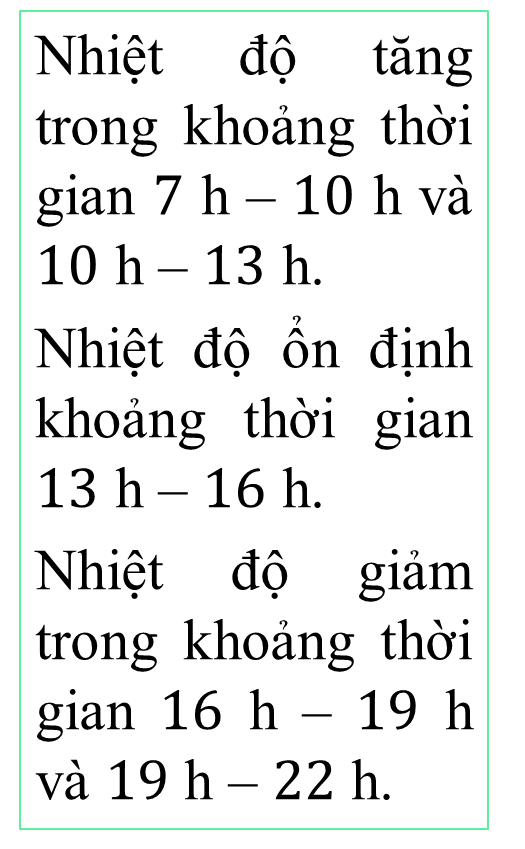 Nhiệt độ tăng
trong khoảng thời
gian 7 h – 10 h và
10 h – 13 h.
Nhiệt độ ổn định
khoảng thời gian
13 h – 16 h.
Nhiệt độ giảm
trong khoảng thời
gian 16 h – 19 h
và 19 h – 22 h.